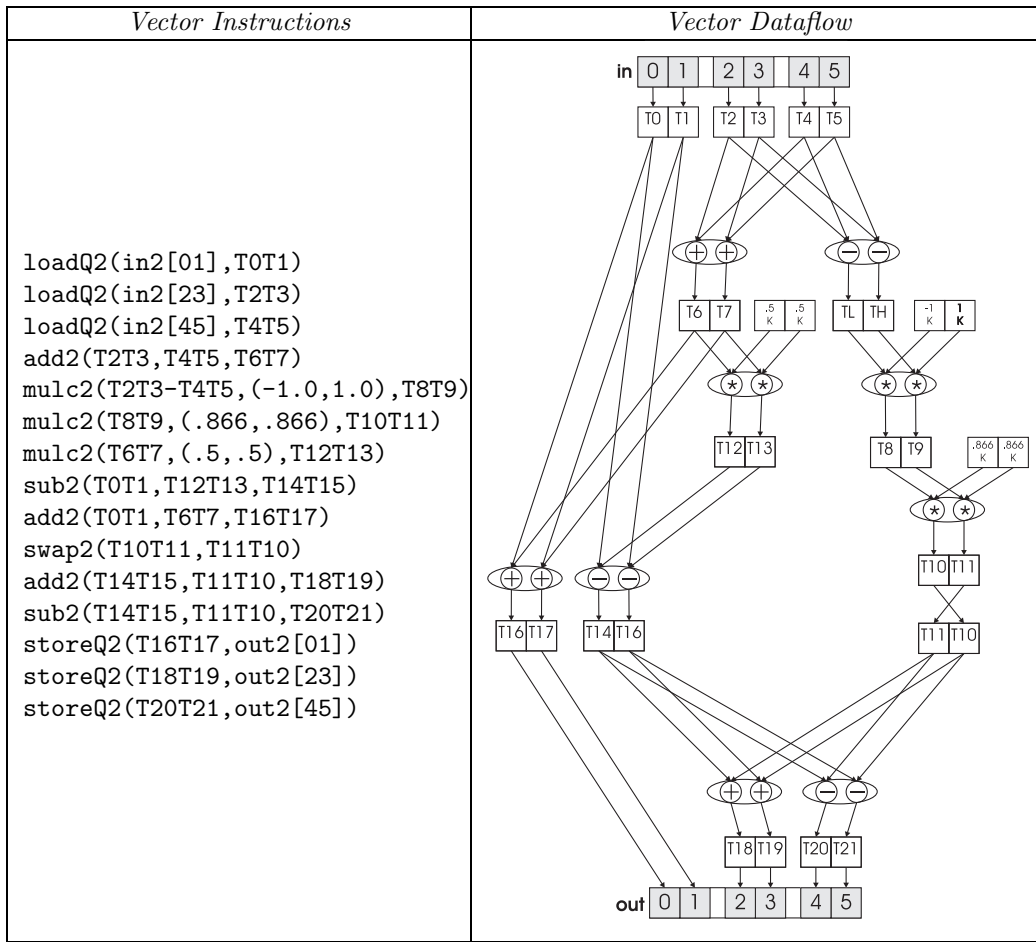 Vector Instructions
Vector Dataflow
loadQ2(in2[01],T0T1)
loadQ2(in2[23],T2T3)
loadQ2(in2[45],T4T5)
add2(T2T3,T4T5,T6T7)
mulc2(T2T3-T4T5,(-1.0,1.0),T8T9)
mulc2(T8T9,(.866,.866),T10T11)
mulc2(T6T7,(.5,.5),T12T13)
sub2(T0T1,T12T13,T14T15)
add2(T0T1,T6T7,T16T17)
swap2(T10T11,T11T10)
add2(T14T15,T11T10,T18T19)
sub2(T14T15,T11T10,T20T21)
storeQ2(T16T17,out2[01])
storeQ2(T18T19,out2[23])
storeQ2(T20T21,out2[45])
in 0 1 2 3 4 5
T0 T1 T2 T3 T4 T5
+ + − −
T6 T7 .5 K .5 K TL TH -1 K 1 K
* * * *
T12 T13 T8 T9 .866 K .866 K
* *
T10 T11
+ + − −
T16 T17 T14 T16 T11 T10
+ + − −
T18 T19 T20 T21
out 0 1 2 3 4 5